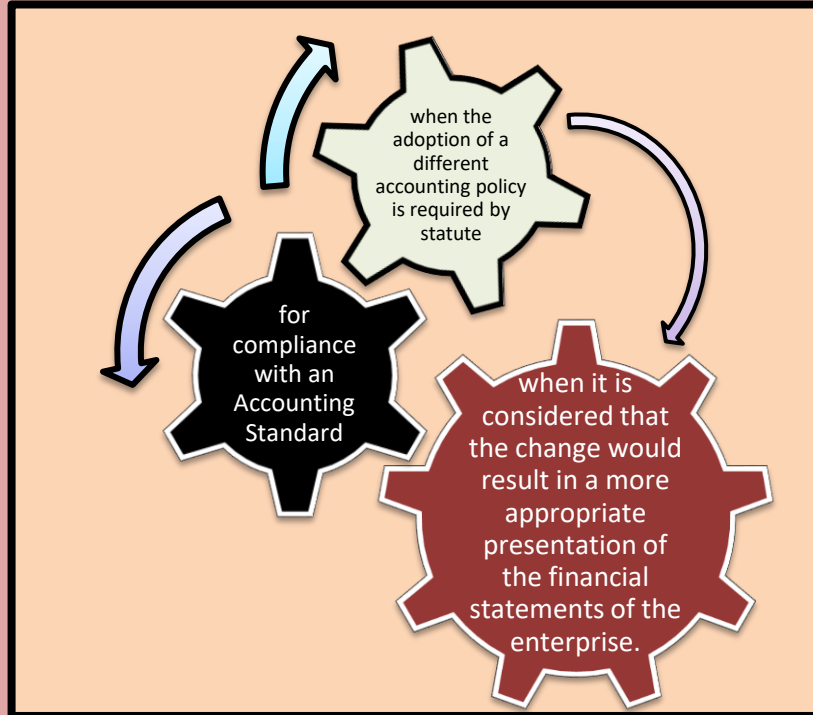 when the
adoption of a
different
accounting policy
is required by
statute
for
compliance
with an
Accounting
Standard
when it is
considered that
the change would
result in a more
appropriate
presentation of
the financial
statements of the
enterprise.